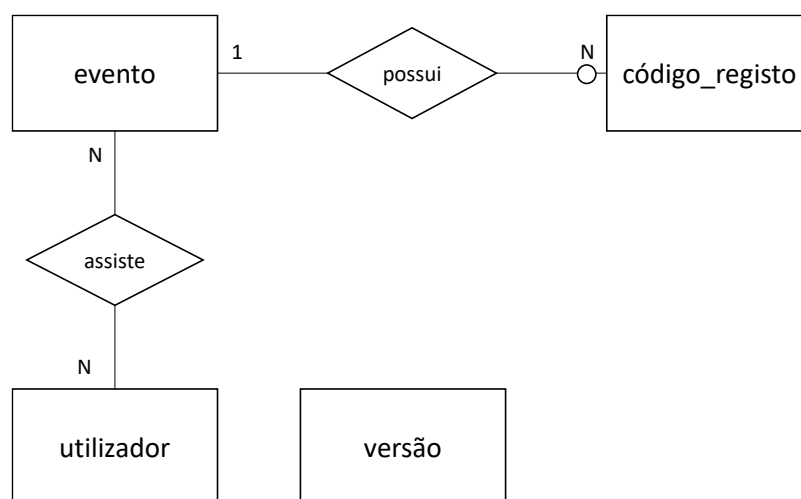 evento
1
possui
N
código_registo
N
assiste
N
utilizador
versão